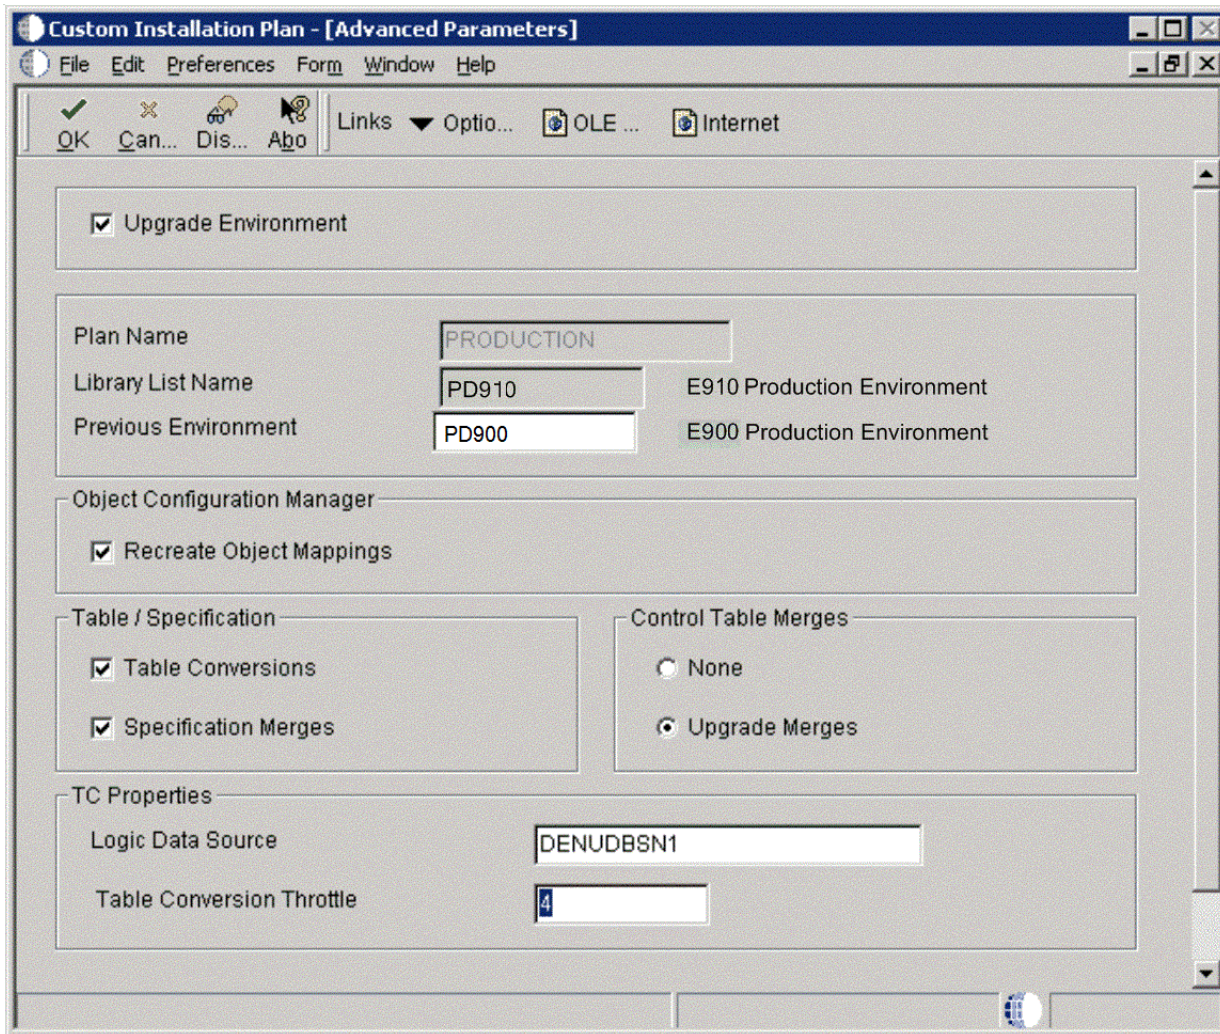 Custom Installation Plan - [Advanced Parameters]
File Edit Preferences Form Window Help
OK Can... Dis... Abo Links Optio... OLE ... Internet
Upgrade Environment
Plan Name PRODUCTION
Library List Name PD910 E910 Production Environment
Previous Environment PD900 E900 Production Environment
Object Configuration Manager
Recreate Object Mappings
Table / Specification Control Table Merges
Table Conversions None
Specification Merges Upgrade Merges
TC Properties
Logic Data Source DENUDBSN1
Table Conversion Throttle 4